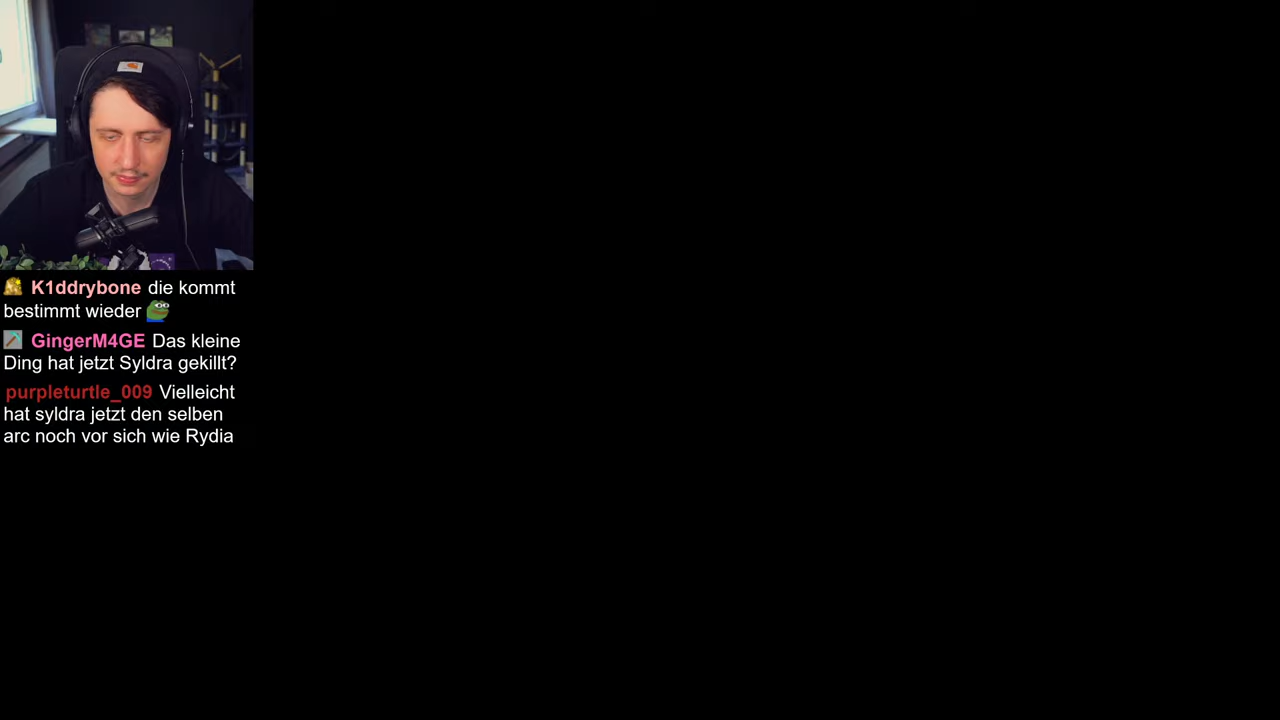 K1ddrybone die kommt
bestimmt wieder
GingerM4GE Das kleine
Ding hat jetzt Syldra gekillt?
purpleturtle_009 Vielleicht
hat syldra jetzt den selben
arc noch vor sich wie Rydia